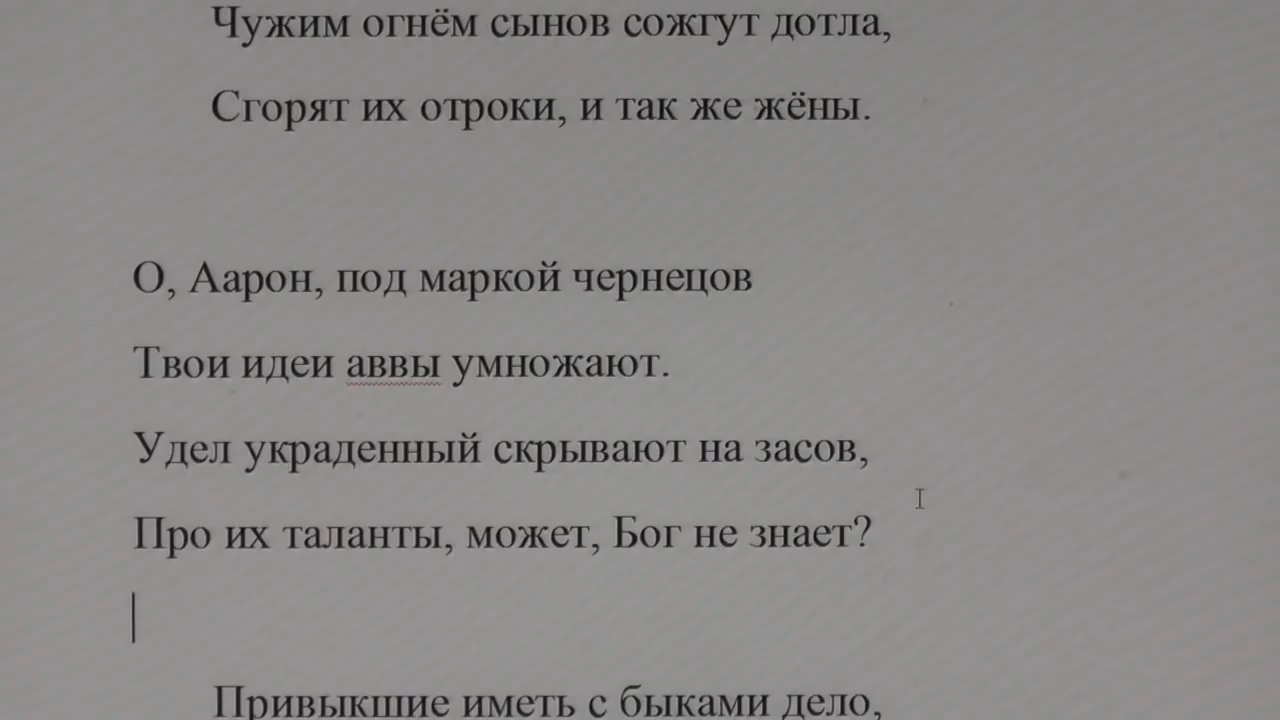 Чужим огнём сынов сожгут дотла,
Сгорят их отроки, и так же жёны.
О, Аарон, под маркой чернецов
Твои идеи аввы умножают.
Удел украденный скрывают на засов,
Про их таланты, может, Бог не знает?
Привыкшие иметь с быками дело,